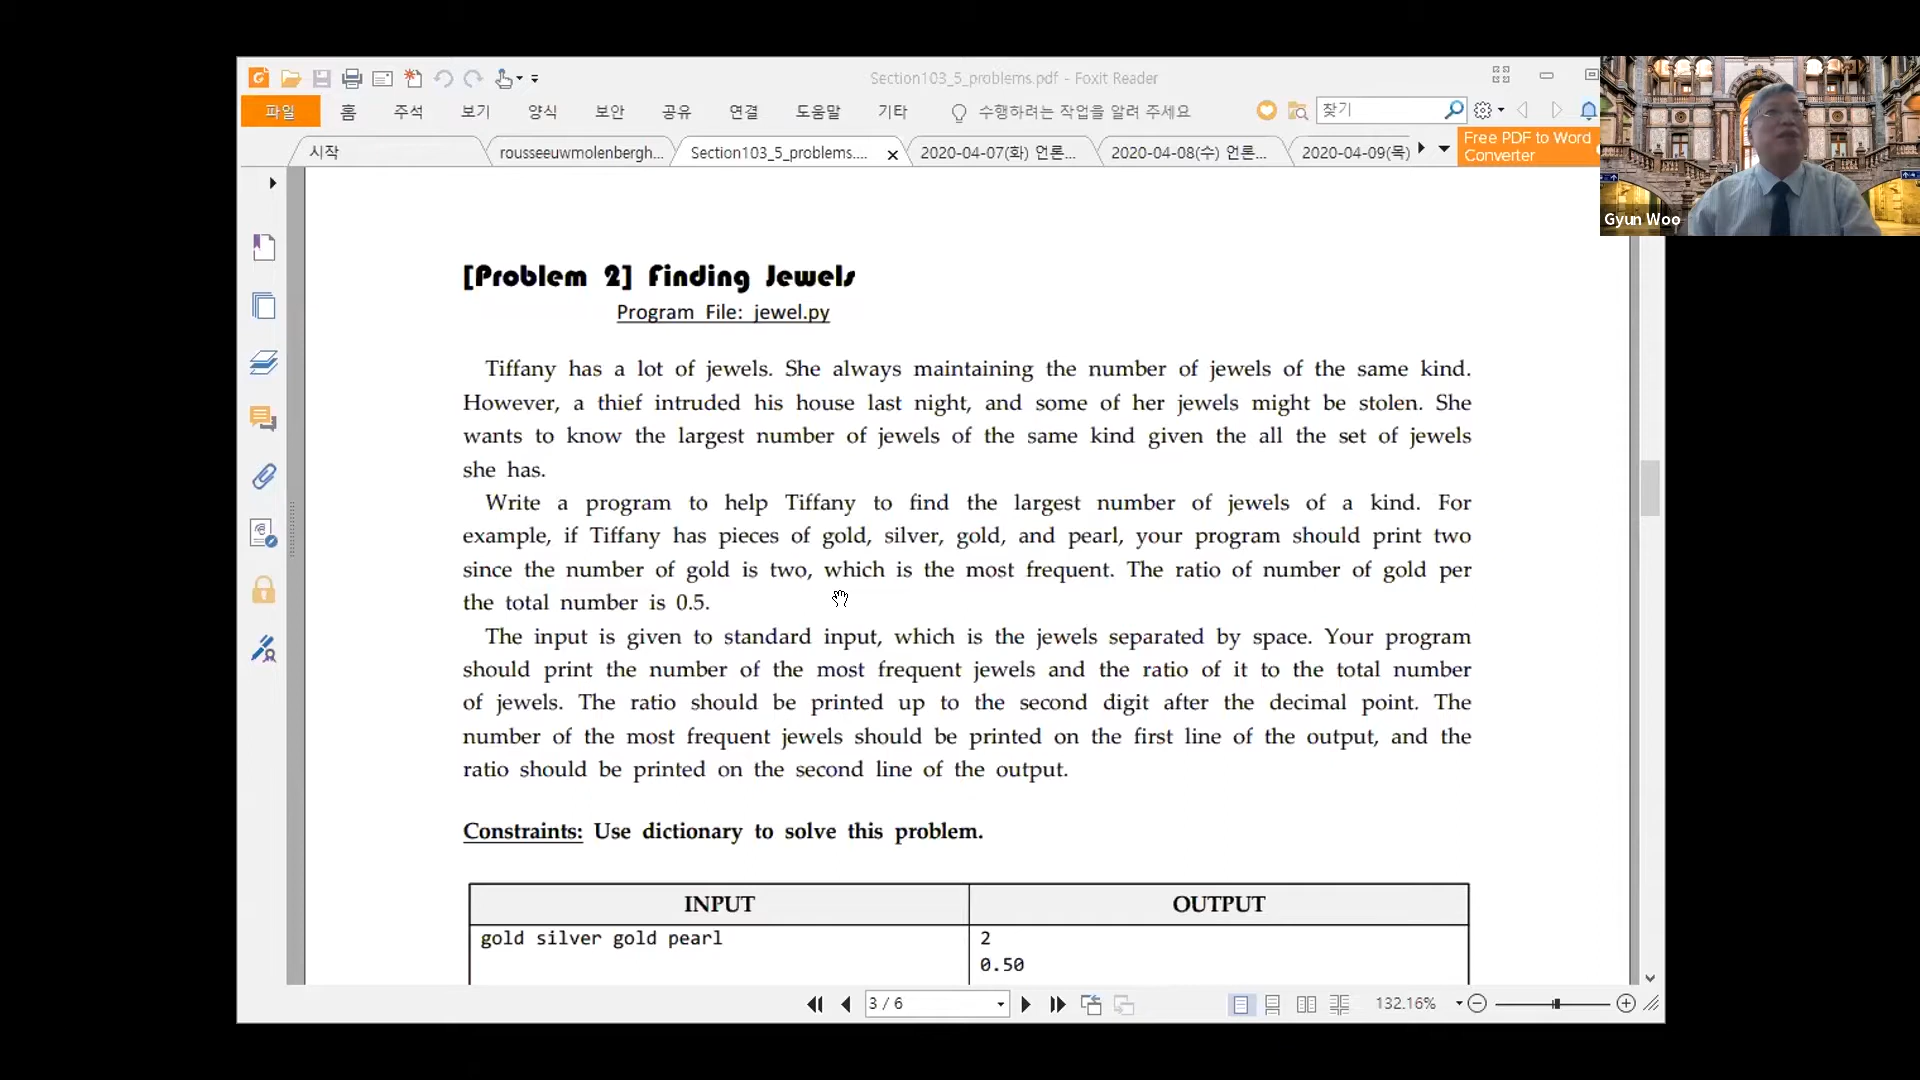 Section103_5_problems.pdf - Foxit Reader
파일 홈 주석 보기 양식 보안 공유 연결 도움말 기타 수행하려는 작업을 알려 주세요 찾기
시작 rousseeuwmolenbergh... Section103_5_problems.... 2020-04-07(화) 언론... 2020-04-08(수) 언론... 2020-04-09(목)
Free PDF to Word
Converter
Gyun Woo
[Problem 2] Finding Jewels
Program File: jewel.py
Tiffany has a lot of jewels. She always maintaining the number of jewels of the same kind.
However, a thief intruded his house last night, and some of her jewels might be stolen. She
wants to know the largest number of jewels of the same kind given the all the set of jewels
she has.
Write a program to help Tiffany to find the largest number of jewels of a kind. For
example, if Tiffany has pieces of gold, silver, gold, and pearl, your program should print two
since the number of gold is two, which is the most frequent. The ratio of number of gold per
the total number is 0.5.
The input is given to standard input, which is the jewels separated by space. Your program
should print the number of the most frequent jewels and the ratio of it to the total number
of jewels. The ratio should be printed up to the second digit after the decimal point. The
number of the most frequent jewels should be printed on the first line of the output, and the
ratio should be printed on the second line of the output.
Constraints: Use dictionary to solve this problem.
INPUT OUTPUT
gold silver gold pearl 2
0.50
3 / 6 132.16%